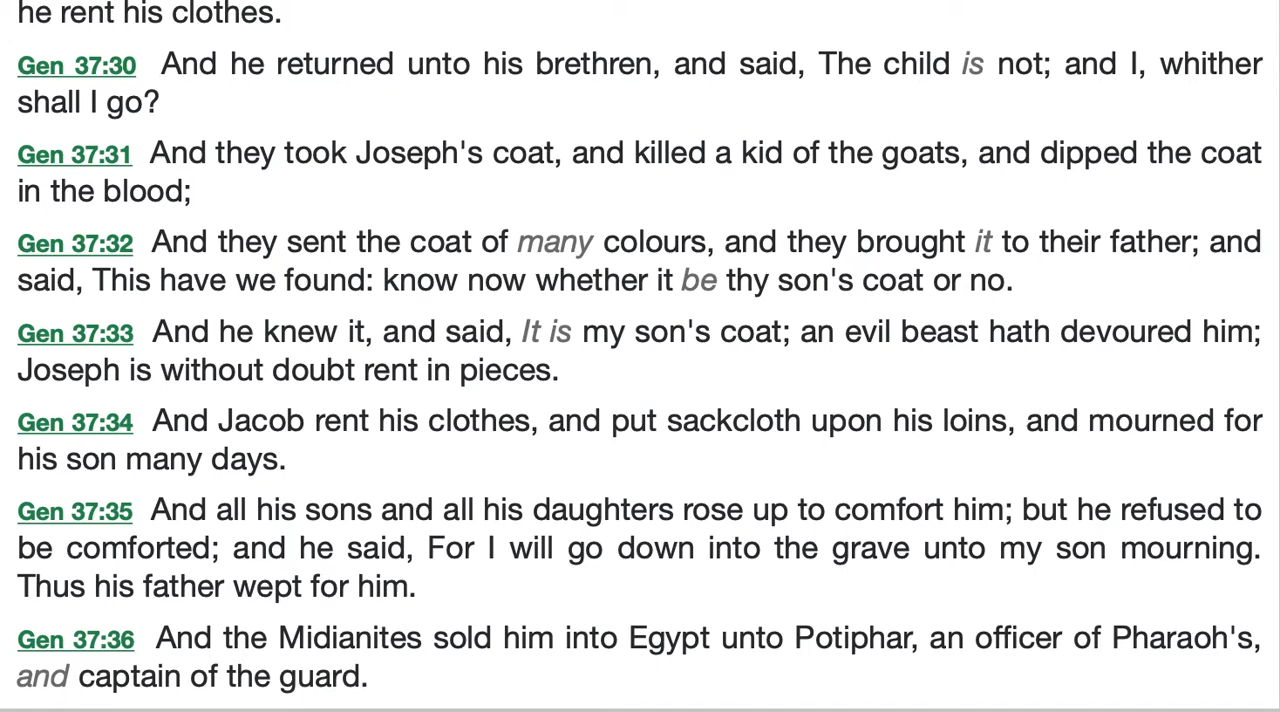 he rent his clothes.
Gen 37:30 And he returned unto his brethren, and said, The child is not; and I, whither
shall I go?
Gen 37:31 And they took Joseph's coat, and killed a kid of the goats, and dipped the coat
in the blood;
Gen 37:32 And they sent the coat of many colours, and they brought it to their father; and
said, This have we found: know now whether it be thy son's coat or no.
Gen 37:33 And he knew it, and said, It is my son's coat; an evil beast hath devoured him;
Joseph is without doubt rent in pieces.
Gen 37:34 And Jacob rent his clothes, and put sackcloth upon his loins, and mourned for
his son many days.
Gen 37:35 And all his sons and all his daughters rose up to comfort him; but he refused to
be comforted; and he said, For I will go down into the grave unto my son mourning.
Thus his father wept for him.
Gen 37:36 And the Midianites sold him into Egypt unto Potiphar, an officer of Pharaoh's,
and captain of the guard.